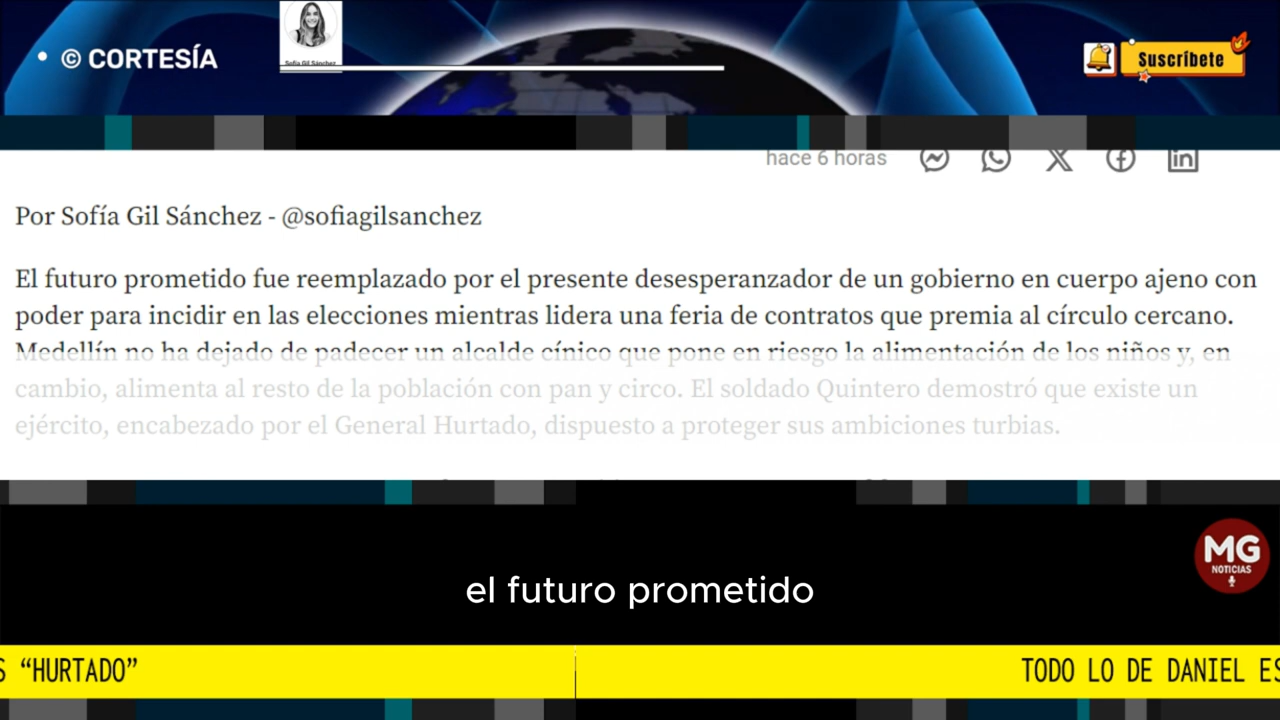 • © CORTESÍA
Sofía Gil Sánchez
Suscríbete
hace 6 horas
Por Sofía Gil Sánchez - @sofiagilsanchez
El futuro prometido fue reemplazado por el presente desesperanzador de un gobierno en cuerpo ajeno con
poder para incidir en las elecciones mientras lidera una feria de contratos que premia al círculo cercano.
Medellín no ha dejado de padecer un alcalde cínico que pone en riesgo la alimentación de los niños y, en
cambio, alimenta al resto de la población con pan y circo. El soldado Quintero demostró que existe un
ejército, encabezado por el General Hurtado, dispuesto a proteger sus ambiciones turbias.
MG
NOTICIAS
el futuro prometido
S “HURTADO”
TODO LO DE DANIEL ES